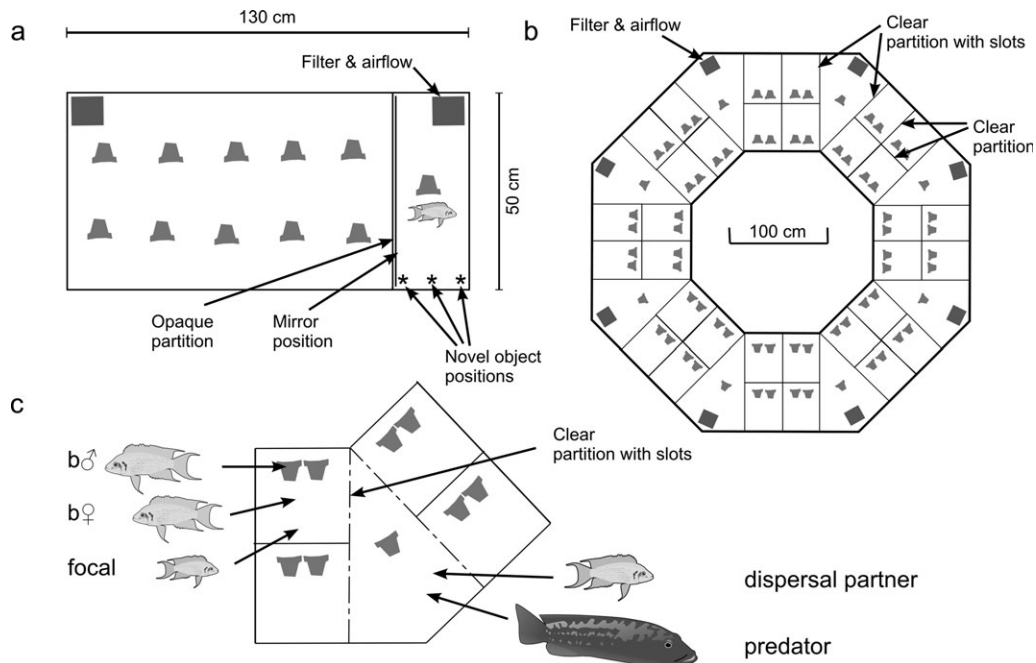 a
130 cm
Filter & airflow
50 cm
Opaque
partition
Mirror
position
Novel object
positions
* * *
b
Filter & airflow
Clear
partition with slots
Clear
partition
100 cm
c
b♂
b♀
focal
Clear
partition with slots
dispersal partner
predator